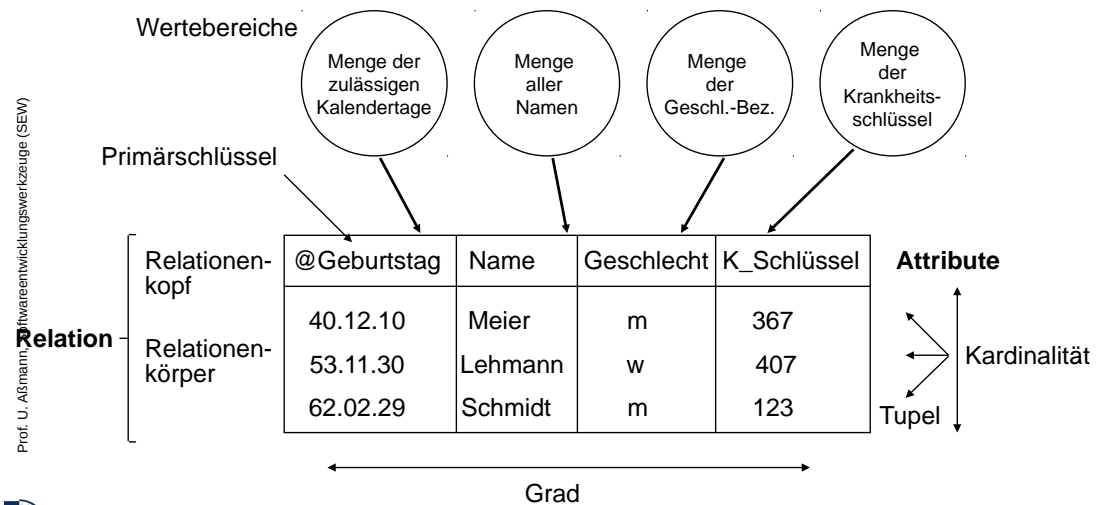 Wertebereiche
Menge der
zulässigen
Kalendertage
Menge
aller
Namen
Menge
der
Geschl.-Bez.
Menge
der
Krankheits-
schlüssel
Primärschlüssel
Relation
Relationen-
kopf
@Geburtstag Name Geschlecht K_Schlüssel
Attribute
Relationen-
körper
40.12.10 Meier m 367
53.11.30 Lehmann w 407
62.02.29 Schmidt m 123
Kardinalität
Tupel
Grad
Prof. U. Aßmann, Softwareentwicklungswerkzeuge (SEW)